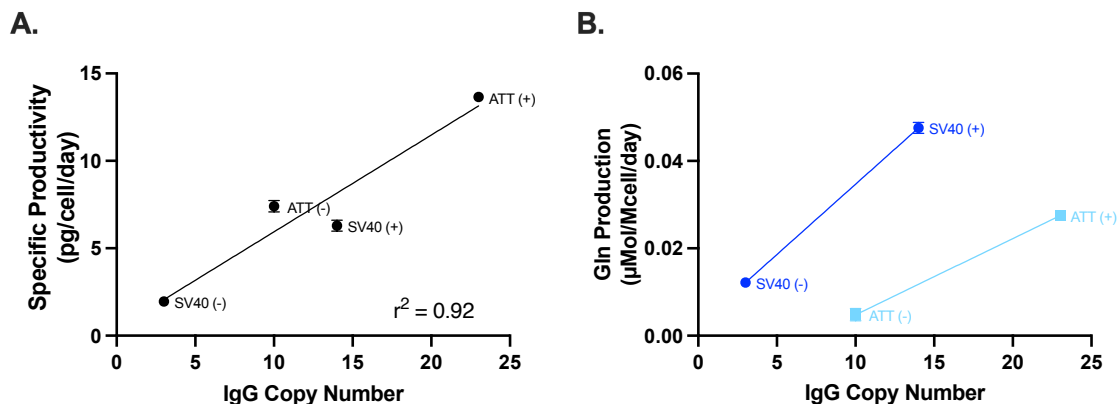 A.
Specific Productivity
(pg/cell/day)
15
10
5
0
ATT (+)
ATT (-)
SV40 (+)
SV40 (-)
r² = 0.92
0
5
10
15
20
25
IgG Copy Number
B.
Gln Production
(µMol/Mcell/day)
0.06
0.04
0.02
0.00
SV40 (+)
ATT (+)
SV40 (-)
ATT (-)
0
5
10
15
20
25
IgG Copy Number